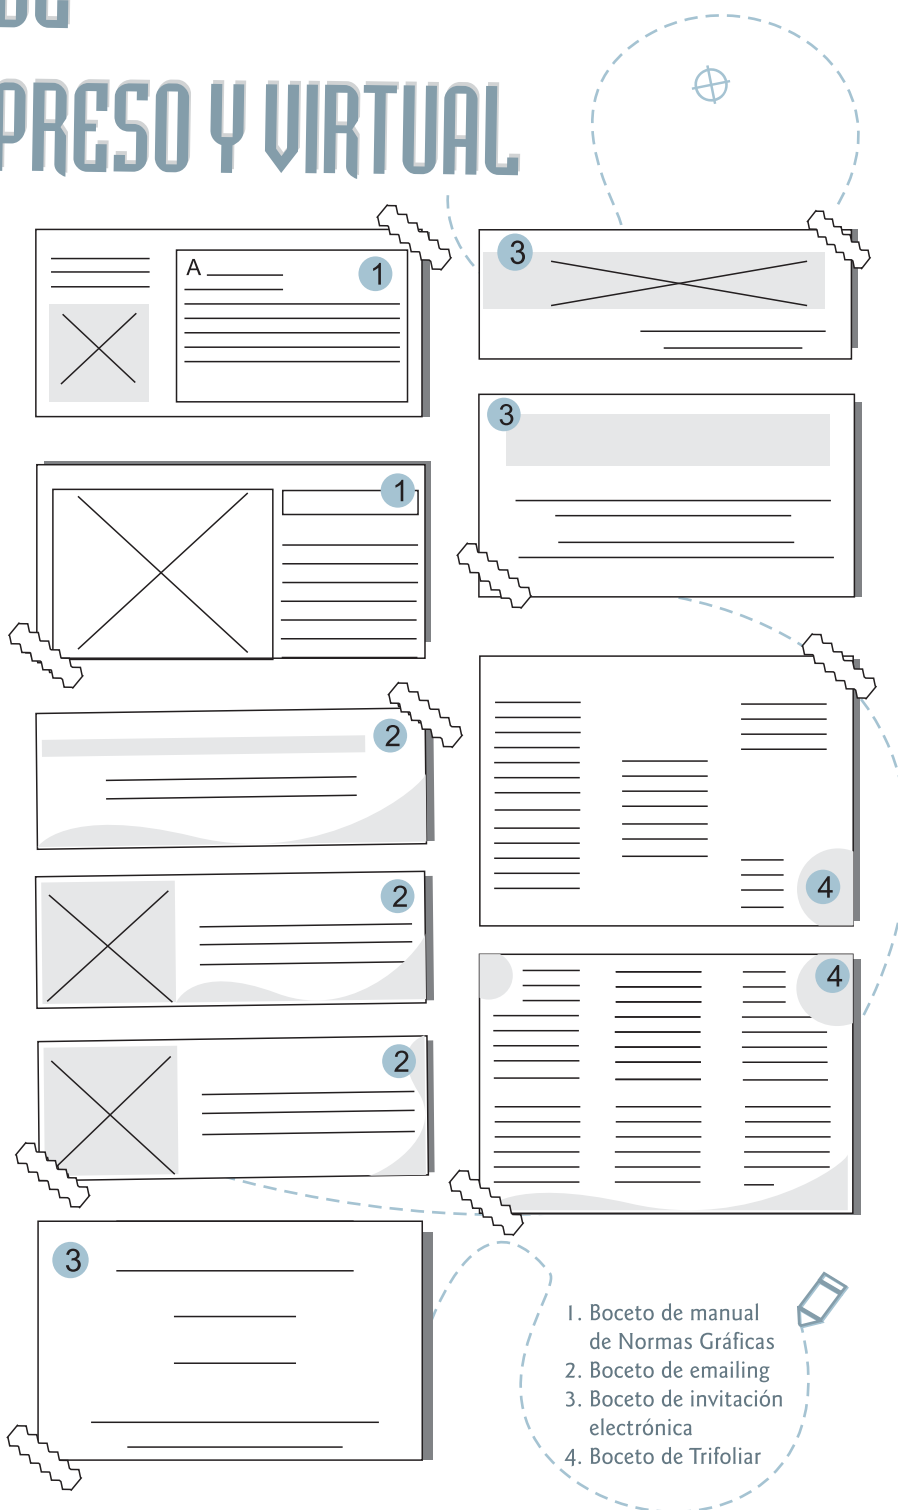 PRESO Y VIRTUAL
A
1
3
3
1
2
2
4
4
2
3
1. Boceto de manual
de Normas Gráficas
2. Boceto de emailing
3. Boceto de invitación
electrónica
4. Boceto de Trifoliar